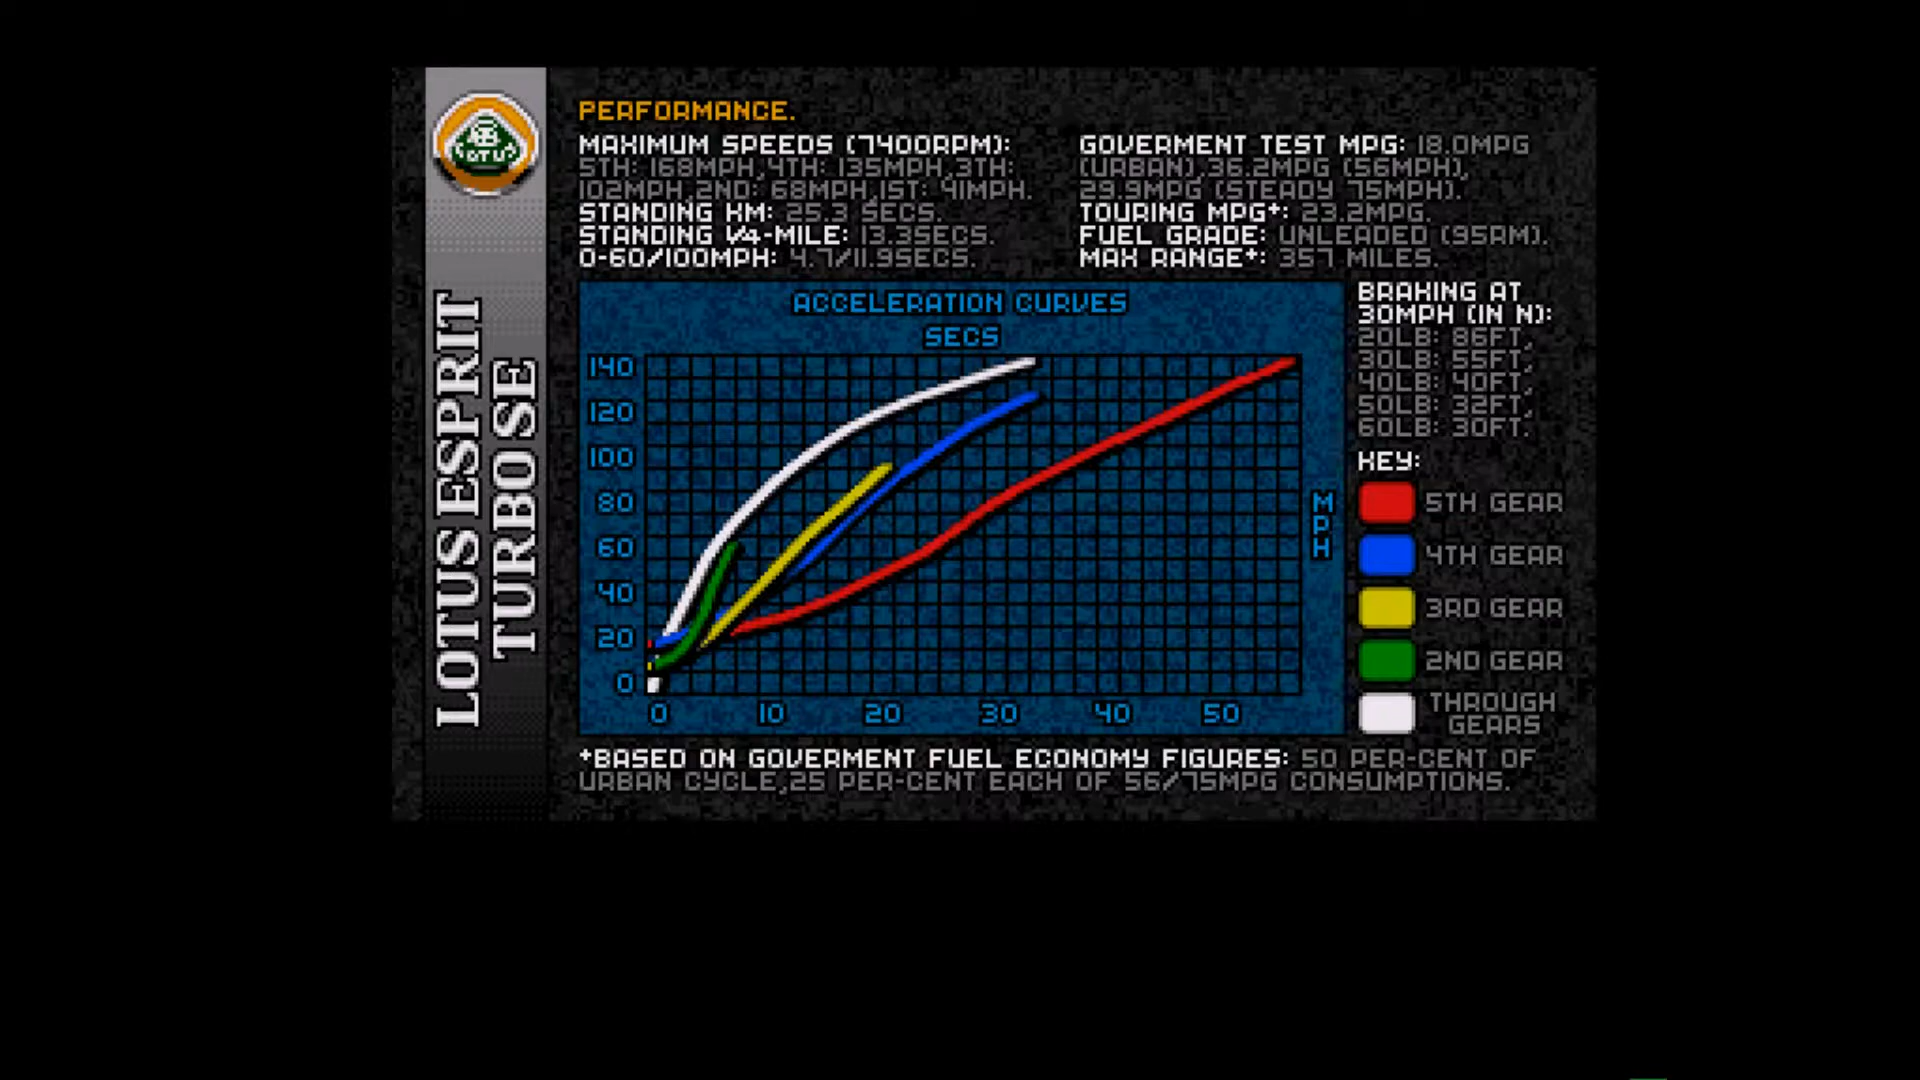 LOTUS
LOTUS ESPRIT
TURBO SE
PERFORMANCE.
MAXIMUM SPEEDS (7400RPM):
5TH: 168MPH,4TH: 135MPH,3TH:
102MPH,2ND: 68MPH,1ST: 41MPH.
STANDING KM: 25.3 SECS.
STANDING 1/4-MILE: 13.3SECS.
0-60/100MPH: 4.7/11.9SECS.
GOVERMENT TEST MPG: 18.0MPG
(URBAN),36.2MPG (56MPH),
29.9MPG (STEADY 75MPH).
TOURING MPG*: 23.2MPG.
FUEL GRADE: UNLEADED (95RM).
MAX RANGE*: 357 MILES.
ACCELERATION CURVES
SECS
140
120
100
80
60
40
20
0
0 10 20 30 40 50
MPH
BRAKING AT
30MPH (IN N):
20LB: 86FT,
30LB: 55FT,
40LB: 40FT,
50LB: 32FT,
60LB: 30FT.
KEY:
5TH GEAR
4TH GEAR
3RD GEAR
2ND GEAR
THROUGH
GEARS
*BASED ON GOVERMENT FUEL ECONOMY FIGURES: 50 PER-CENT OF
URBAN CYCLE,25 PER-CENT EACH OF 56/75MPG CONSUMPTIONS.